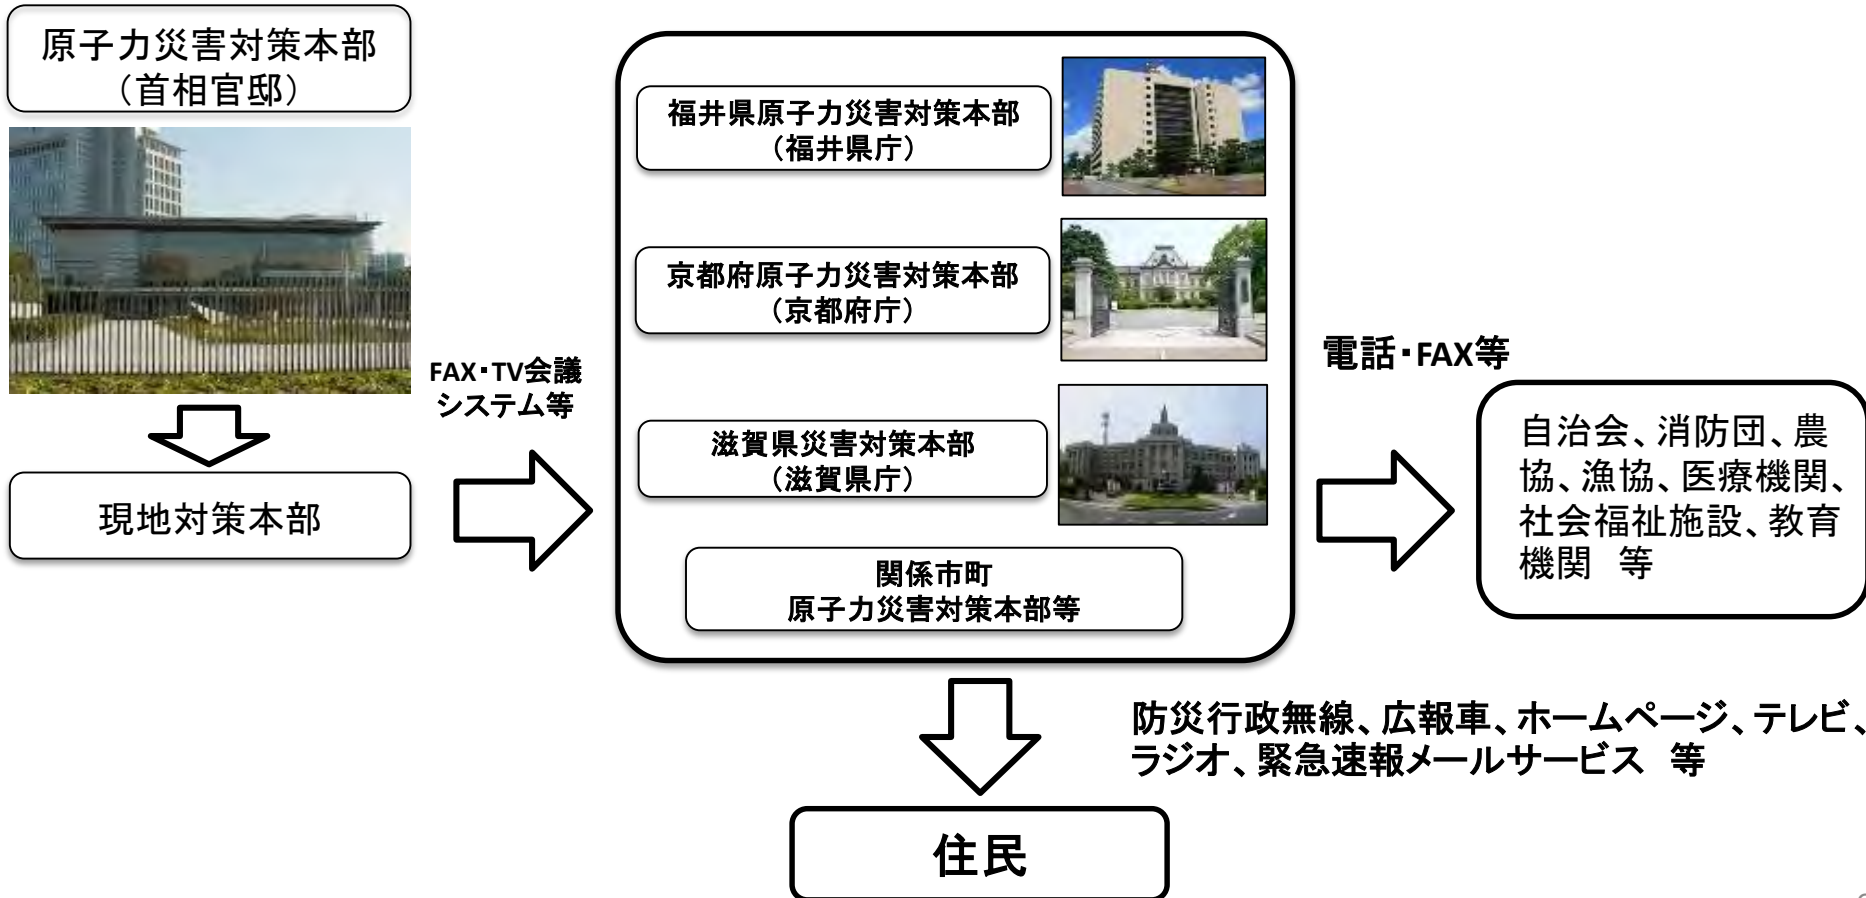 原子力災害対策本部
（首相官邸）
現地対策本部
FAX・TV会議
システム等
福井県原子力災害対策本部
（福井県庁）
京都府原子力災害対策本部
（京都府庁）
滋賀県災害対策本部
（滋賀県庁）
関係市町
原子力災害対策本部等
電話・FAX等
自治会、消防団、農
協、漁協、医療機関、
社会福祉施設、教育
機関　等
防災行政無線、広報車、ホームページ、テレビ、
ラジオ、緊急速報メールサービス　等
住民